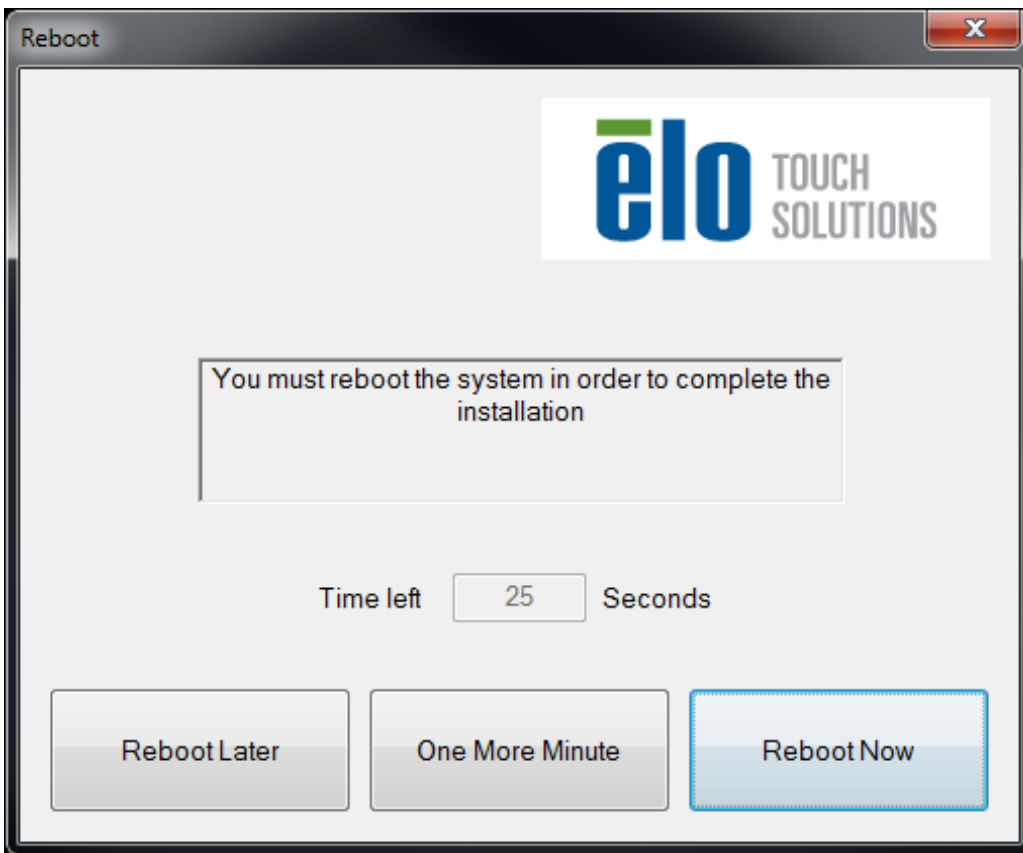 Reboot
ēlo TOUCH
SOLUTIONS
You must reboot the system in order to complete the
installation
Time left 25 Seconds
Reboot Later One More Minute Reboot Now